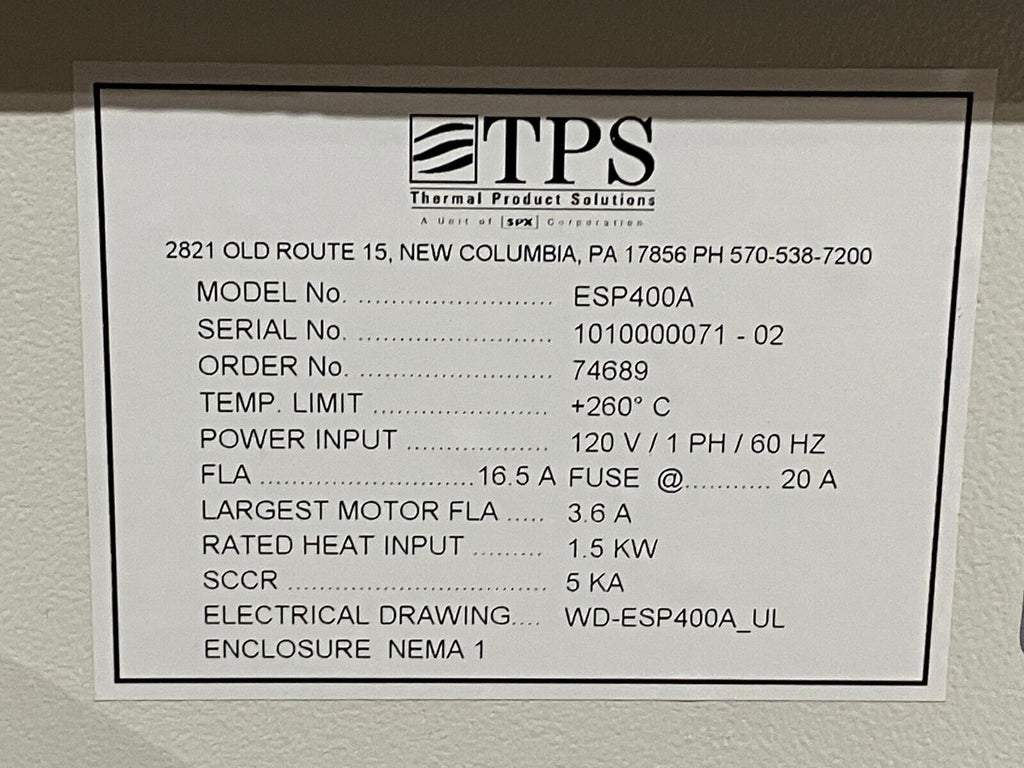 TPS
Thermal Product Solutions
A Unit of SPX Corporation
2821 OLD ROUTE 15, NEW COLUMBIA, PA 17856 PH 570-538-7200
MODEL No. ........................ ESP400A
SERIAL No. ........................ 1010000071 - 02
ORDER No. ........................ 74689
TEMP. LIMIT ...................... +260° C
POWER INPUT .................. 120 V / 1 PH / 60 HZ
FLA ...........................16.5 A FUSE @........... 20 A
LARGEST MOTOR FLA ..... 3.6 A
RATED HEAT INPUT ......... 1.5 KW
SCCR ................................. 5 KA
ELECTRICAL DRAWING.... WD-ESP400A_UL
ENCLOSURE NEMA 1